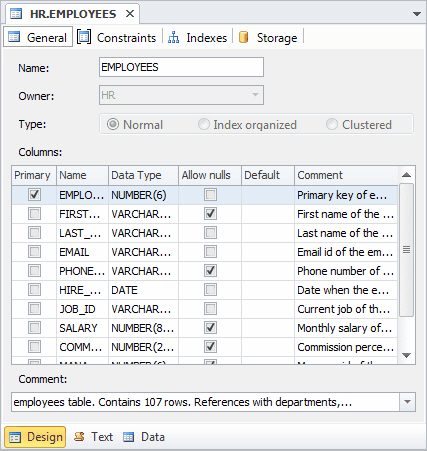 HR.EMPLOYEES
General Constraints Indexes Storage
Name: EMPLOYEES
Owner: HR
Type: Normal Index organized Clustered
Columns:
Primary Name Data Type Allow nulls Default Comment
EMPLO... NUMBER(6) Primary key of e...
FIRST... VARCHAR... First name of the ...
LAST_... VARCHAR... Last name of the ...
EMAIL VARCHAR... Email id of the em...
PHONE... VARCHAR... Phone number of ...
HIRE_... DATE Date when the e...
JOB_ID VARCHAR... Current job of th...
SALARY NUMBER(8... Monthly salary of...
COMM... NUMBER(2... Commission perce...
Comment:
employees table. Contains 107 rows. References with departments,...
Design Text Data